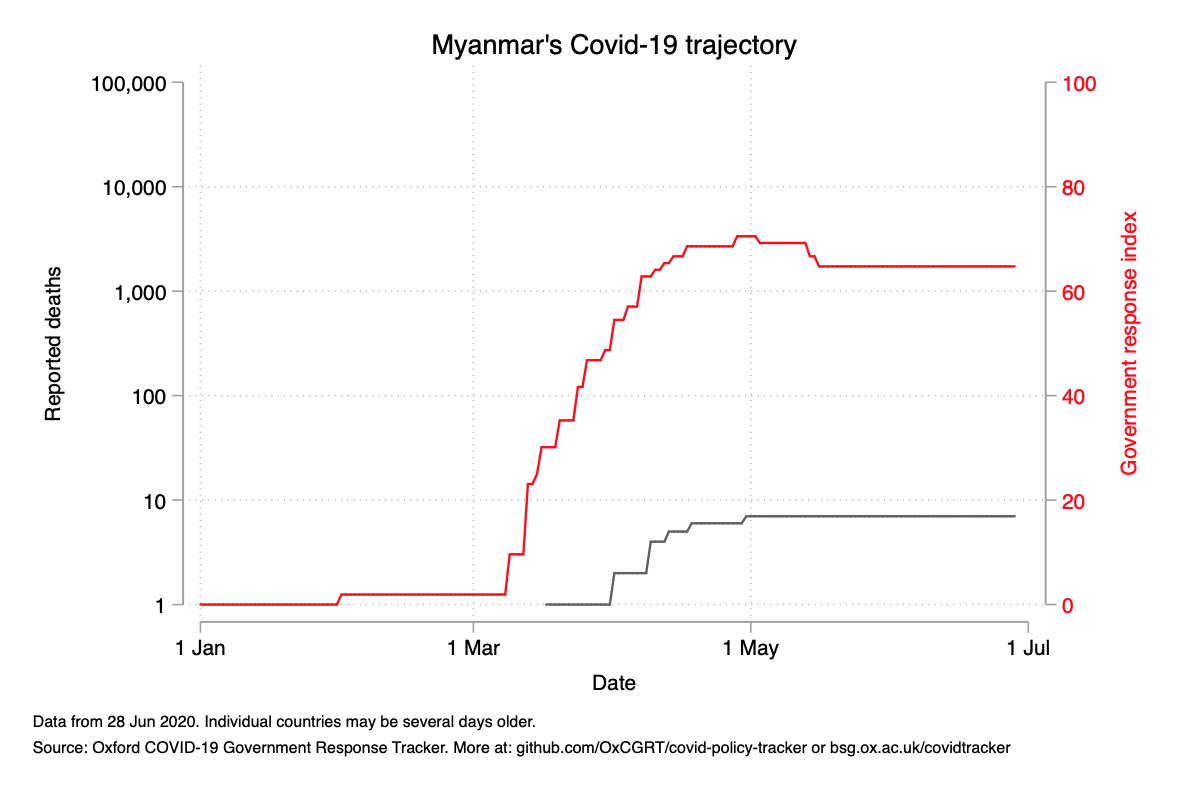 Myanmar's Covid-19 trajectory
100,000
10,000
1,000
100
10
1
Reported deaths
100
80
60
40
20
0
Government response index
1 Jan
1 Mar
1 May
1 Jul
Date
Data from 28 Jun 2020. Individual countries may be several days older.
Source: Oxford COVID-19 Government Response Tracker. More at: github.com/OxCGRT/covid-policy-tracker or bsg.ox.ac.uk/covidtracker